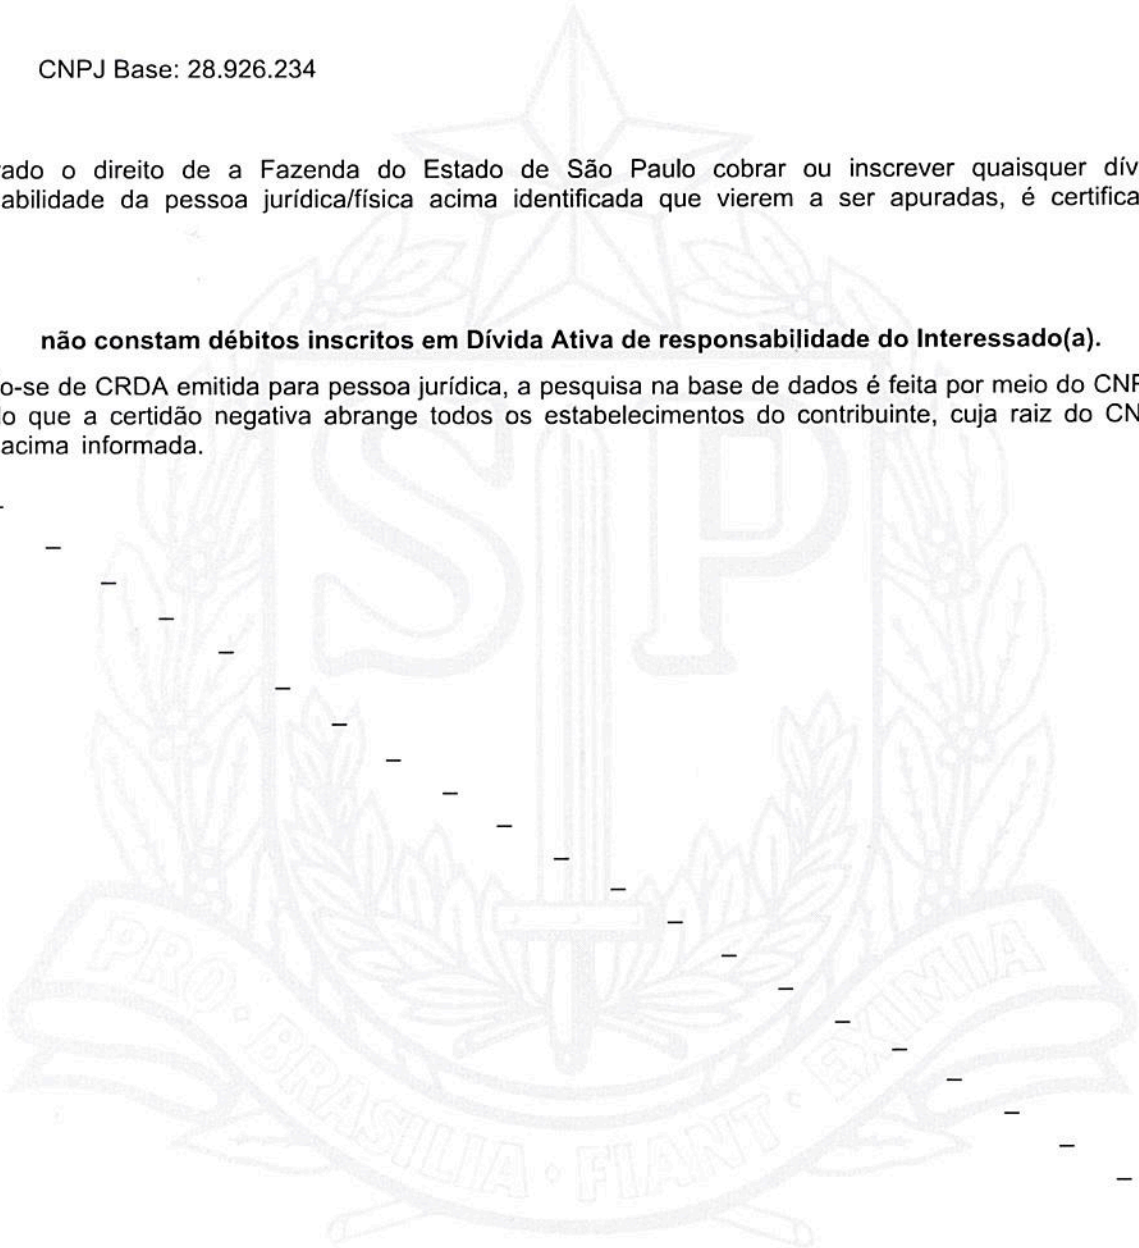 CNPJ Base: 28.926.234
ado o direito de a Fazenda do Estado de São Paulo cobrar ou inscrever quaisquer dív
abilidade da pessoa jurídica/física acima identificada que vierem a ser apuradas, é certifica
não constam débitos inscritos em Dívida Ativa de responsabilidade do Interessado(a).
o-se de CRDA emitida para pessoa jurídica, a pesquisa na base de dados é feita por meio do CNP
o que a certidão negativa abrange todos os estabelecimentos do contribuinte, cuja raiz do CN
acima informada.
SP
PRO · BRASILIA · FIANT · EXIMIA